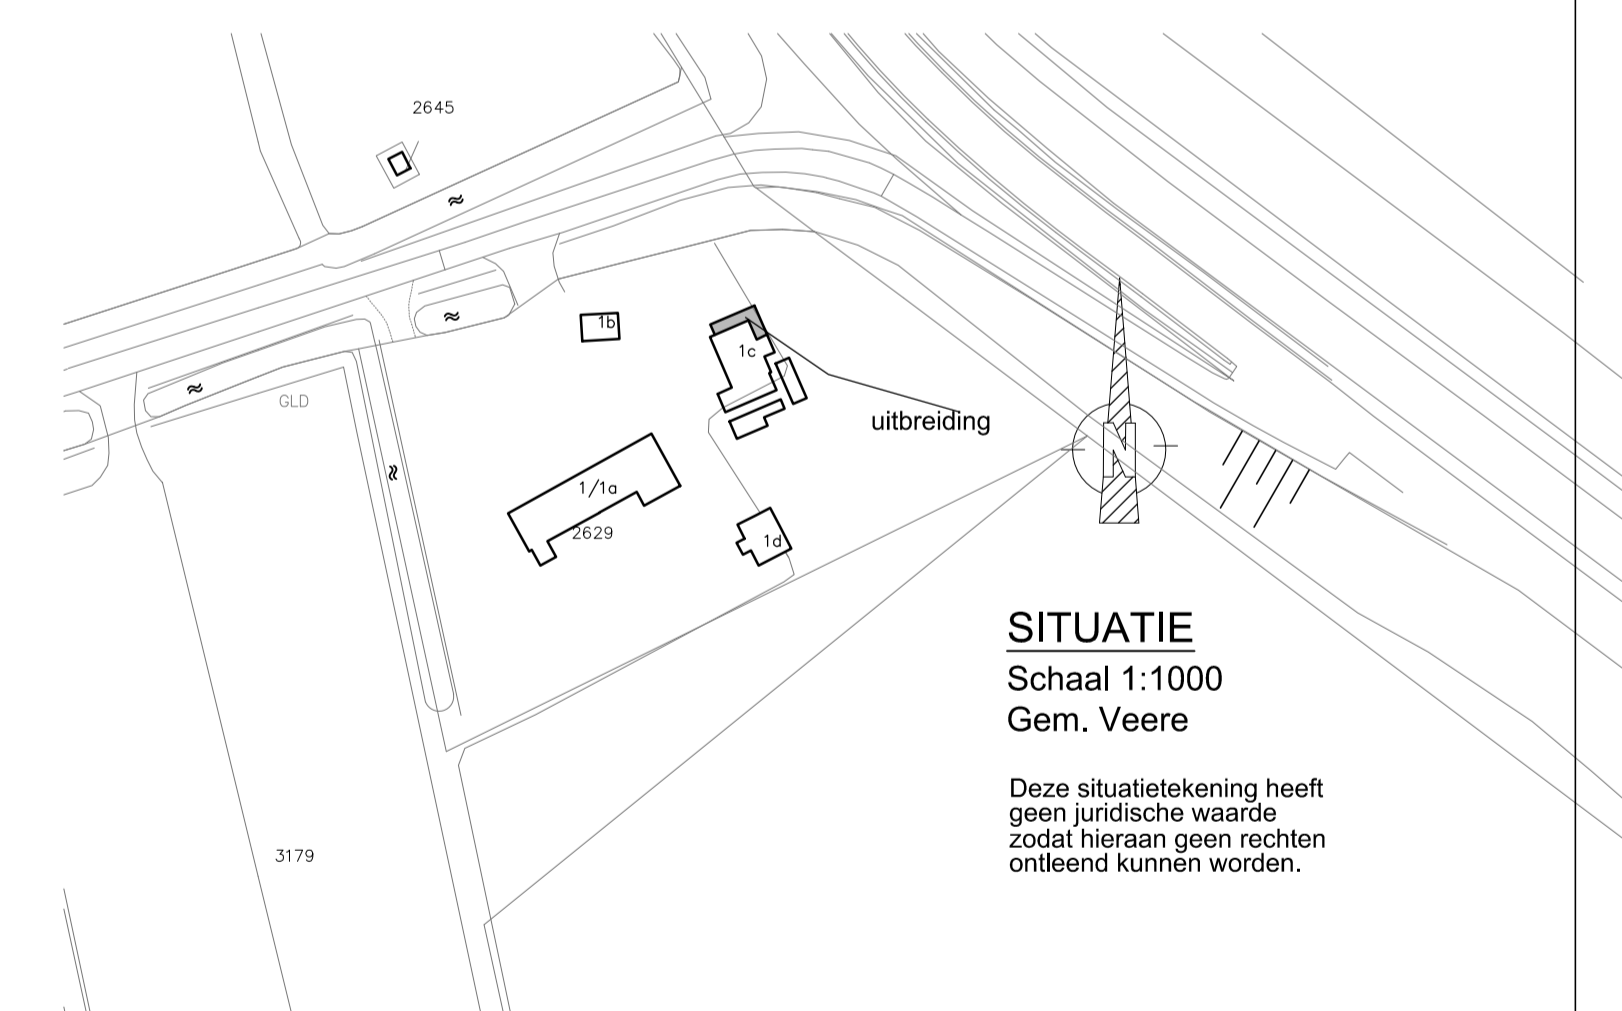 2645
1b
1c
GLD
uitbreiding
N
1/1a
2629
1d
SITUATIE
Schaal 1:1000
Gem. Veere
Deze situatietekening heeft
geen juridische waarde
zodat hieraan geen rechten
ontleend kunnen worden.
3179